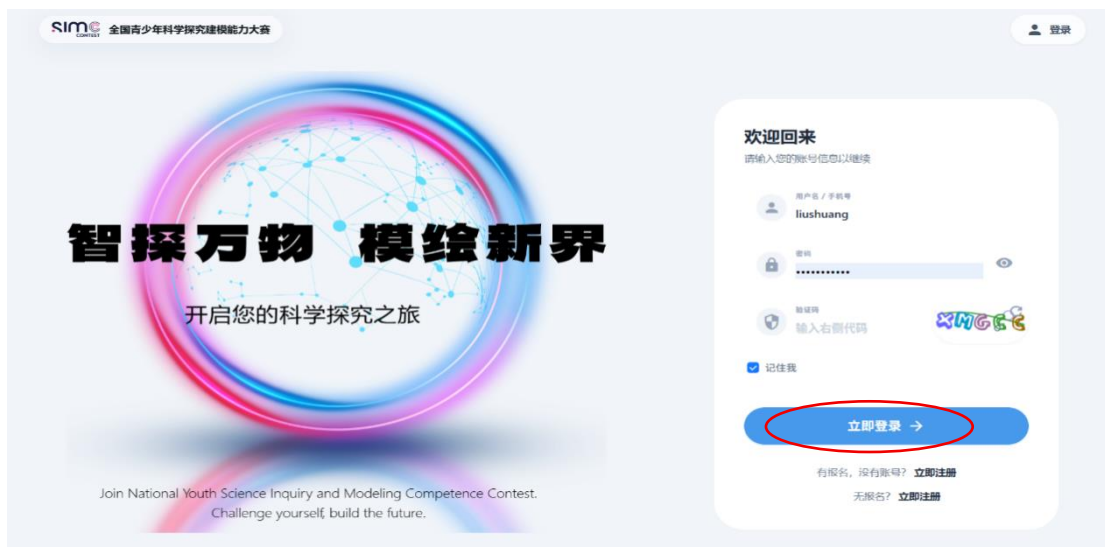 SIMC CONTEST 全国青少年科学探究建模能力大赛
登录
智探万物 模绘新界
开启您的科学探究之旅
Join National Youth Science Inquiry and Modeling Competence Contest.
Challenge yourself, build the future.
欢迎回来
请输入您的账号信息以继续
用户名 / 手机号
liushuang
密码
•••••••••••
验证码
输入右侧代码
记住我
立即登录 →
有报名，没有账号？ 立即注册
无报名？ 立即注册